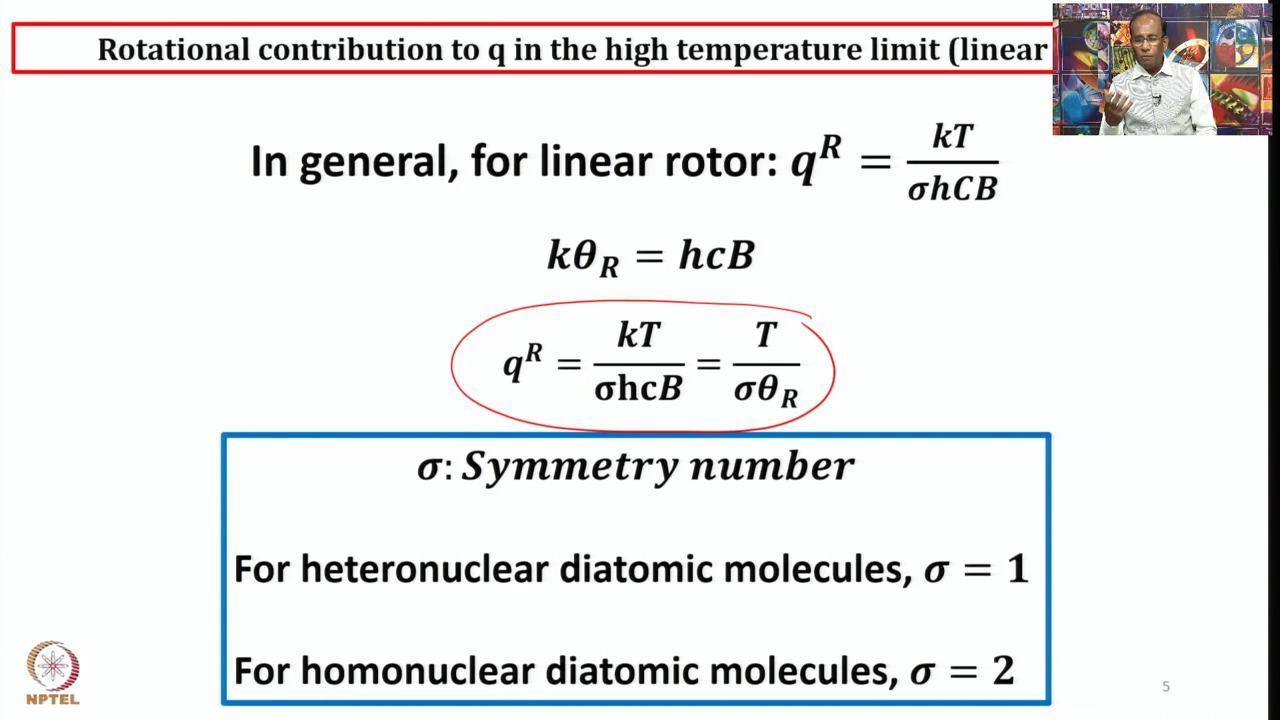 Rotational contribution to q in the high temperature limit (linear
In general, for linear rotor: q^R = kT / σhCB
kθ_R = hcB
q^R = kT / σhcB = T / σθ_R
σ: Symmetry number
For heteronuclear diatomic molecules, σ = 1
For homonuclear diatomic molecules, σ = 2
NPTEL
5